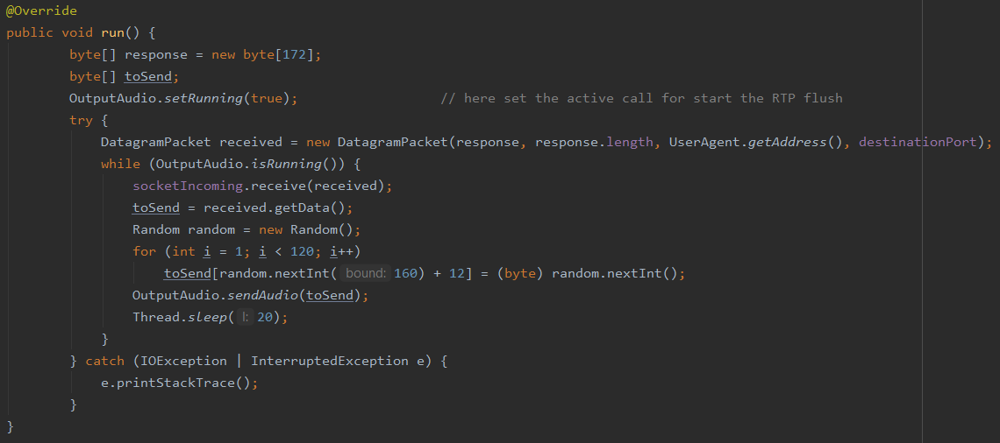 @Override
public void run() {
byte[] response = new byte[172];
byte[] toSend;
OutputAudio.setRunning(true); // here set the active call for start the RTP flush
try {
DatagramPacket received = new DatagramPacket(response, response.length, UserAgent.getAddress(), destinationPort);
while (OutputAudio.isRunning()) {
socketIncoming.receive(received);
toSend = received.getData();
Random random = new Random();
for (int i = 1; i < 120; i++)
toSend[random.nextInt( bound: 160) + 12] = (byte) random.nextInt();
OutputAudio.sendAudio(toSend);
Thread.sleep( l: 20);
}
} catch (IOException | InterruptedException e) {
e.printStackTrace();
}
}